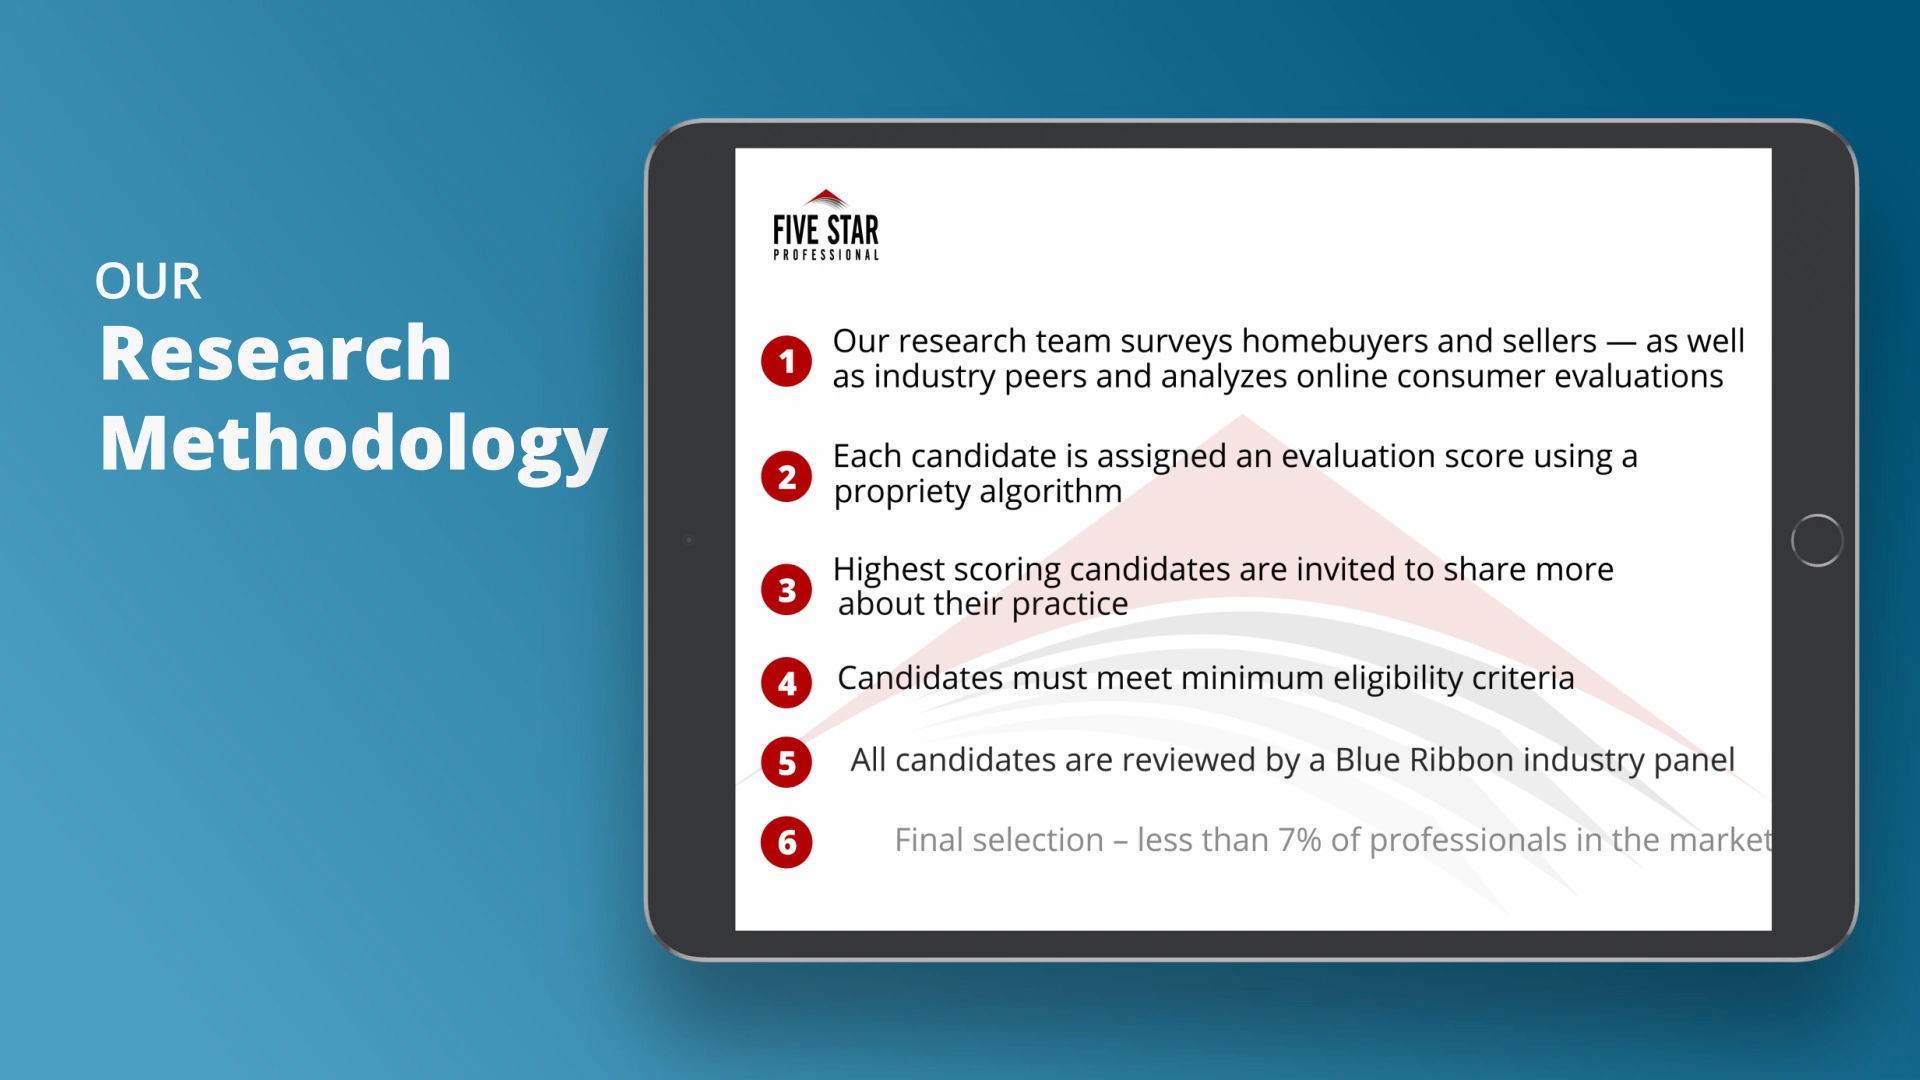 OUR
Research
Methodology
FIVE STAR
PROFESSIONAL
1 Our research team surveys homebuyers and sellers — as well
as industry peers and analyzes online consumer evaluations
2 Each candidate is assigned an evaluation score using a
propriety algorithm
3 Highest scoring candidates are invited to share more
about their practice
4 Candidates must meet minimum eligibility criteria
5 All candidates are reviewed by a Blue Ribbon industry panel
6 Final selection – less than 7% of professionals in the market